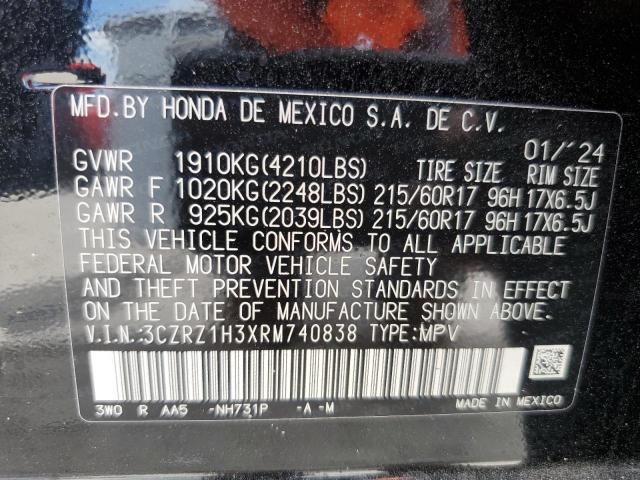 MFD.BY HONDA DE MEXICO S.A. DE C.V.
01/'24
GVWR 1910KG(4210LBS) TIRE SIZE RIM SIZE
GAWR F 1020KG(2248LBS) 215/60R17 96H 17X6.5J
GAWR R 925KG(2039LBS) 215/60R17 96H 17X6.5J
THIS VEHICLE CONFORMS TO ALL APPLICABLE
FEDERAL MOTOR VEHICLE SAFETY
AND THEFT PREVENTION STANDARDS IN EFFECT
ON THE DATE OF MANUFACTURE SHOWN ABOVE.
V.I.N.:3CZRZ1H3XRM740838 TYPE:MPV
3W0 R AA5 -NH731P -A -M MADE IN MEXICO